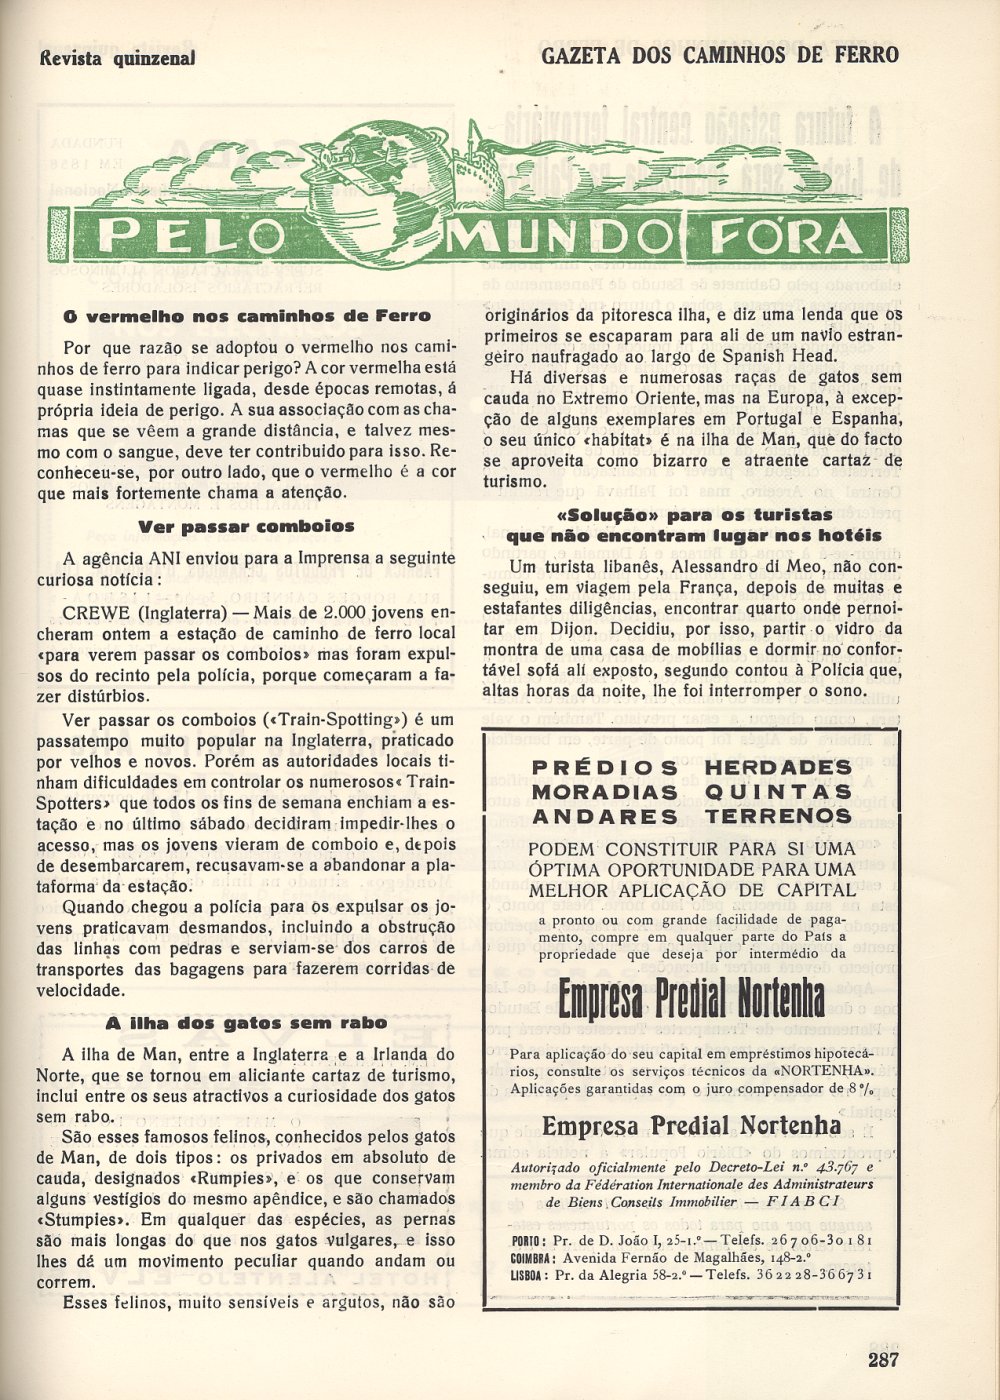 Revista quinzenal
GAZETA DOS CAMINHOS DE FERRO
PELO MUNDO FÓRA
O vermelho nos caminhos de Ferro
Por que razão se adoptou o vermelho nos cami-
nhos de ferro para indicar perigo? A cor vermelha está
quase instintamente ligada, desde épocas remotas, á
própria ideia de perigo. A sua associação com as cha-
mas que se vêem a grande distância, e talvez mes-
mo com o sangue, deve ter contribuido para isso. Re-
conheceu-se, por outro lado, que o vermelho é a cor
que mais fortemente chama a atenção.
Ver passar comboios
A agência ANI enviou para a Imprensa a seguinte
curiosa notícia:
CREWE (Inglaterra) — Mais de 2.000 jovens en-
cheram ontem a estação de caminho de ferro local
«para verem passar os comboios» mas foram expul-
sos do recinto pela polícia, porque começaram a fa-
zer distúrbios.
Ver passar os comboios («Train-Spotting») é um
passatempo muito popular na Inglaterra, praticado
por velhos e novos. Porém as autoridades locais ti-
nham dificuldades em controlar os numerosos« Train-
Spotters» que todos os fins de semana enchiam a es-
tação e no último sábado decidiram impedir-lhes o
acesso, mas os jovens vieram de comboio e, depois
de desembarcarem, recusavam-se a abandonar a pla-
taforma da estação.
Quando chegou a polícia para os expulsar os jo-
vens praticavam desmandos, incluindo a obstrução
das linhas com pedras e serviam-se dos carros de
transportes das bagagens para fazerem corridas de
velocidade.
A ilha dos gatos sem rabo
A ilha de Man, entre a Inglaterra e a Irlanda do
Norte, que se tornou em aliciante cartaz de turismo,
inclui entre os seus atractivos a curiosidade dos gatos
sem rabo.
São esses famosos felinos, conhecidos pelos gatos
de Man, de dois tipos: os privados em absoluto de
cauda, designados «Rumpies», e os que conservam
alguns vestígios do mesmo apêndice, e são chamados
«Stumpies». Em qualquer das espécies, as pernas
são mais longas do que nos gatos vulgares, e isso
lhes dá um movimento peculiar quando andam ou
correm.
Esses felinos, muito sensíveis e argutos, não são
originários da pitoresca ilha, e diz uma lenda que os
primeiros se escaparam para ali de um navio estran-
geiro naufragado ao largo de Spanish Head.
Há diversas e numerosas raças de gatos sem
cauda no Extremo Oriente, mas na Europa, à excep-
ção de alguns exemplares em Portugal e Espanha,
o seu único «habitat» é na ilha de Man, que do facto
se aproveita como bizarro e atraente cartaz de
turismo.
«Solução» para os turistas
que não encontram lugar nos hotéis
Um turista libanês, Alessandro di Meo, não con-
seguiu, em viagem pela França, depois de muitas e
estafantes diligências, encontrar quarto onde pernoi-
tar em Dijon. Decidiu, por isso, partir o vidro da
montra de uma casa de mobílias e dormir no confor-
tável sofá ali exposto, segundo contou à Polícia que,
altas horas da noite, lhe foi interromper o sono.
PRÉDIOS HERDADES
MORADIAS QUINTAS
ANDARES TERRENOS
PODEM CONSTITUIR PARA SI UMA
ÓPTIMA OPORTUNIDADE PARA UMA
MELHOR APLICAÇÃO DE CAPITAL
a pronto ou com grande facilidade de paga-
mento, compre em qualquer parte do País a
propriedade que deseja por intermédio da
Empresa Predial Nortenha
Para aplicação do seu capital em empréstimos hipotecá-
rios, consulte os serviços técnicos da «NORTENHA».
Aplicações garantidas com o juro compensador de 8%
Empresa Predial Nortenha
Autorizado oficialmente pelo Decreto-Lei n.º 43.767 e
membro da Fédération Internationale des Administrateurs
de Biens Conseils Immobilier — FIABCI
PORTO: Pr. de D. João I, 25-1.º — Telefs. 26706-30181
COIMBRA: Avenida Fernão de Magalhães, 148-2.º
LISBOA: Pr. da Alegria 58-2.º — Telefs. 362228-366731
287